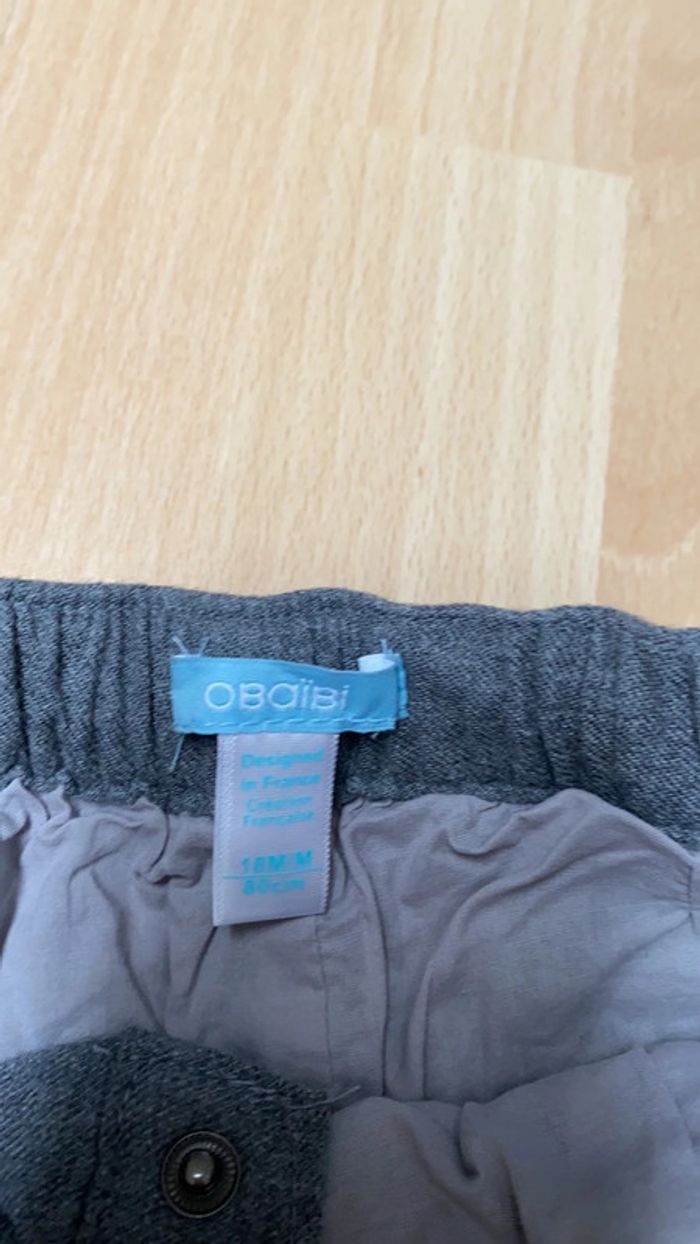 OBaïBi
Designed
in France
Création
Française
18M/M
80cm